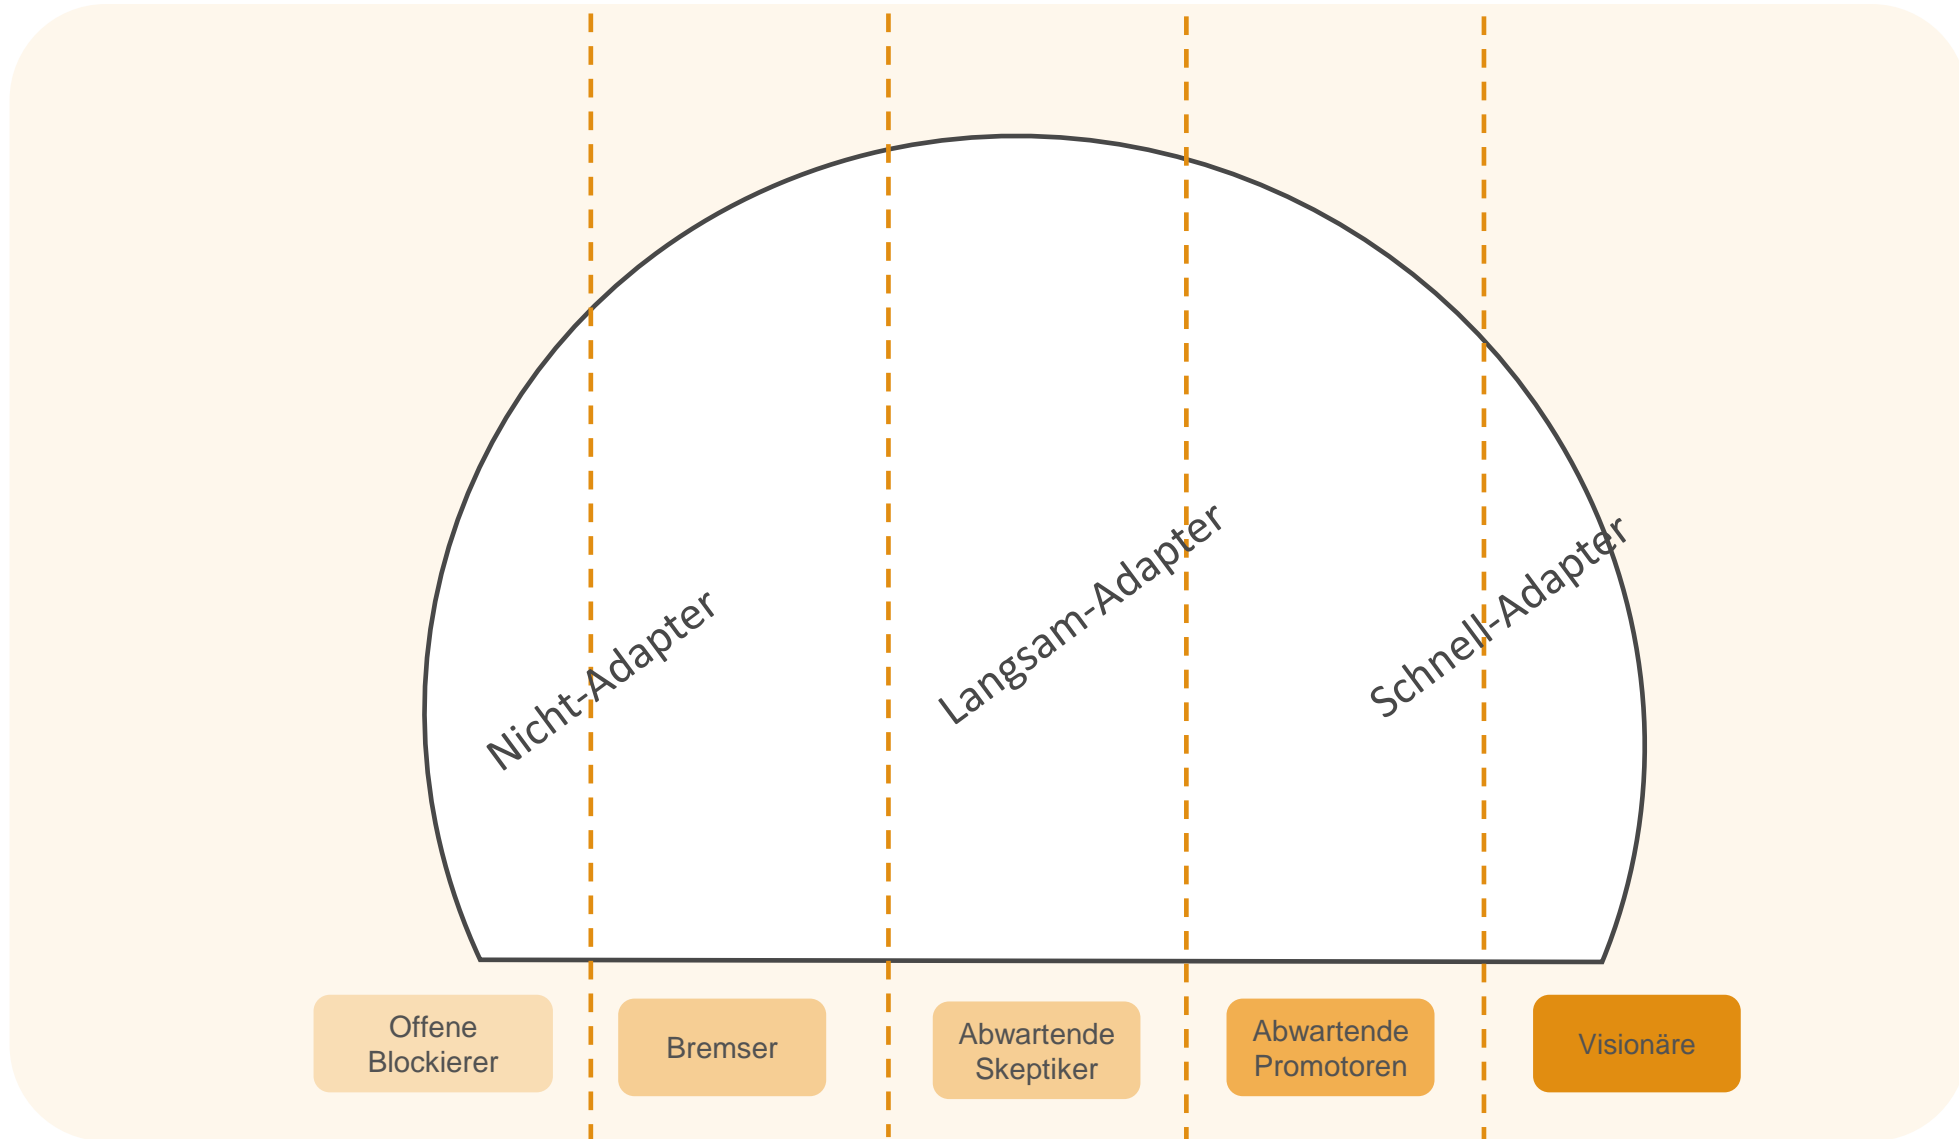 Nicht-Adapter
Langsam-Adapter
Schnell-Adapter
Offene
Blockierer
Bremser
Abwartende
Skeptiker
Abwartende
Promotoren
Visionäre